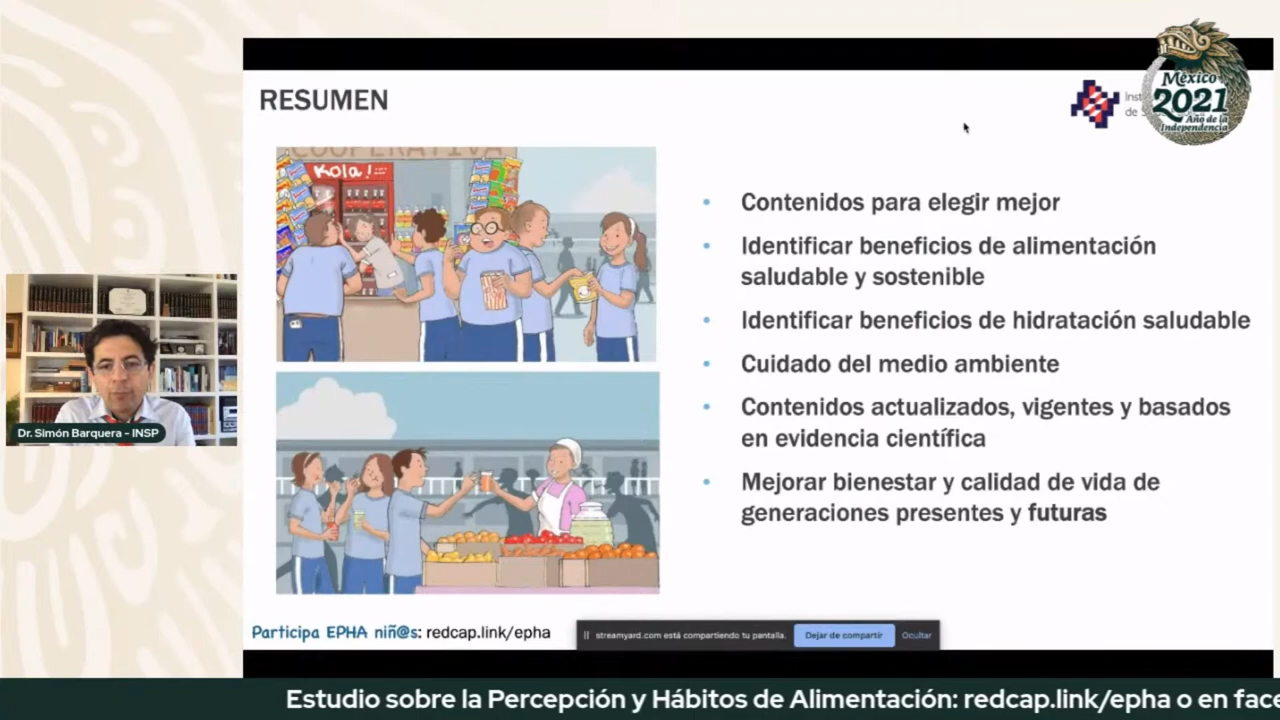 RESUMEN
Inst
de S
México
2021
Año de la
Independencia
COOPERATIV
Kola!
Contenidos para elegir mejor
Identificar beneficios de alimentación
saludable y sostenible
Identificar beneficios de hidratación saludable
Cuidado del medio ambiente
Contenidos actualizados, vigentes y basados
en evidencia científica
Mejorar bienestar y calidad de vida de
generaciones presentes y futuras
Dr. Simón Barquera - INSP
Participa EPHA niñ@s: redcap.link/epha
streamyard.com está compartiendo tu pantalla.
Dejar de compartir
Ocultar
Estudio sobre la Percepción y Hábitos de Alimentación: redcap.link/epha o en face